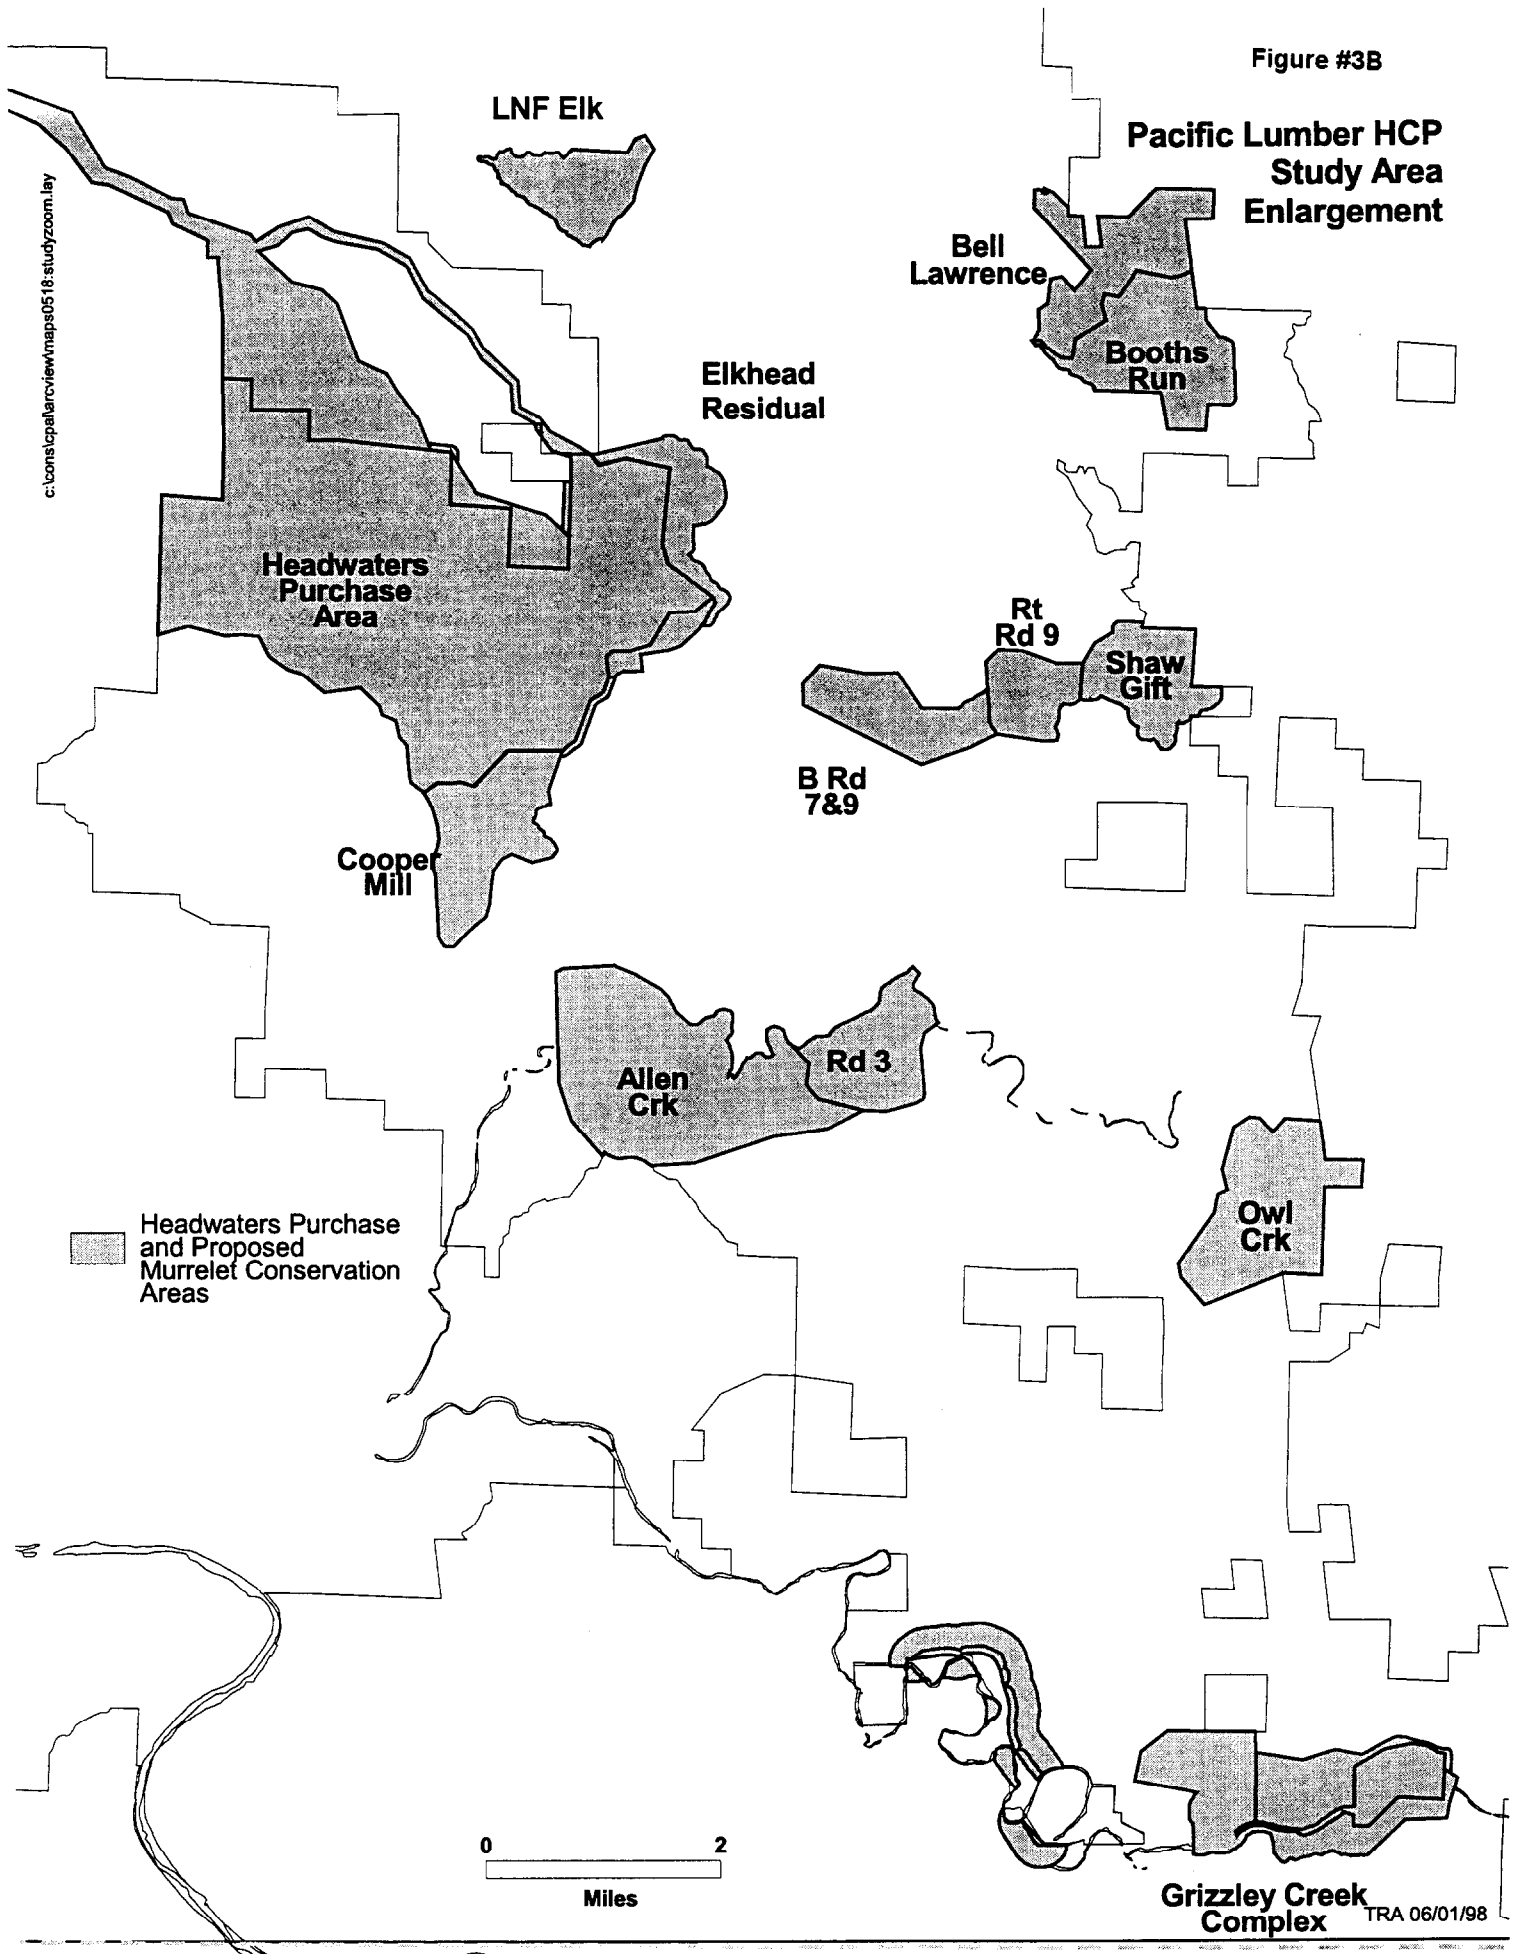 Figure #3B
Pacific Lumber HCP
Study Area
Enlargement
LNF Elk
c:\cons\cpal\arcview\maps0518:studyzoom.lay
Bell
Lawrence
Booths
Run
Elkhead
Residual
Headwaters
Purchase
Area
Rt
Rd 9
Shaw
Gift
B Rd
7&9
Cooper
Mill
Allen
Crk
Rd 3
Owl
Crk
Headwaters Purchase
and Proposed
Murrelet Conservation
Areas
0 2
Miles
Grizzley Creek
Complex
TRA 06/01/98